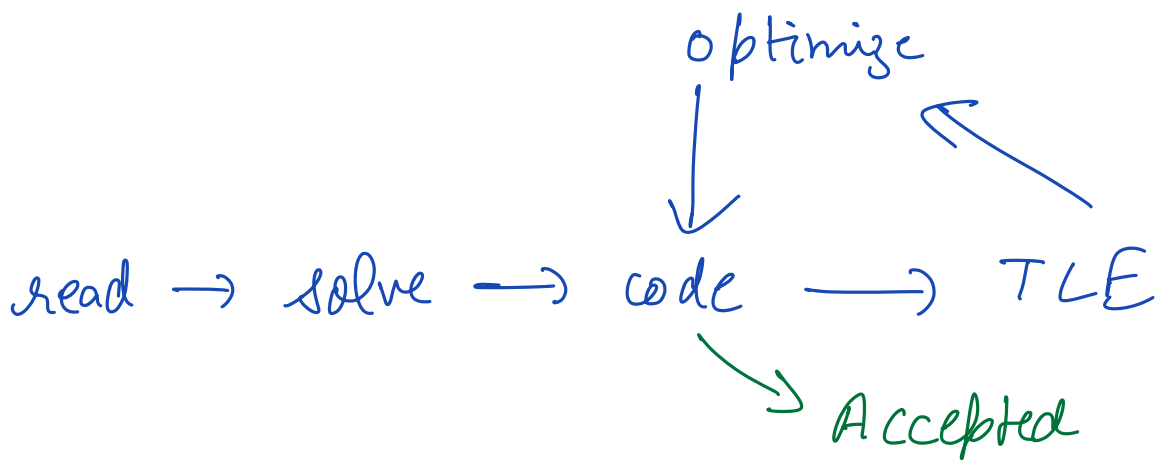 optimize
read → solve → code → TLE
Accepted